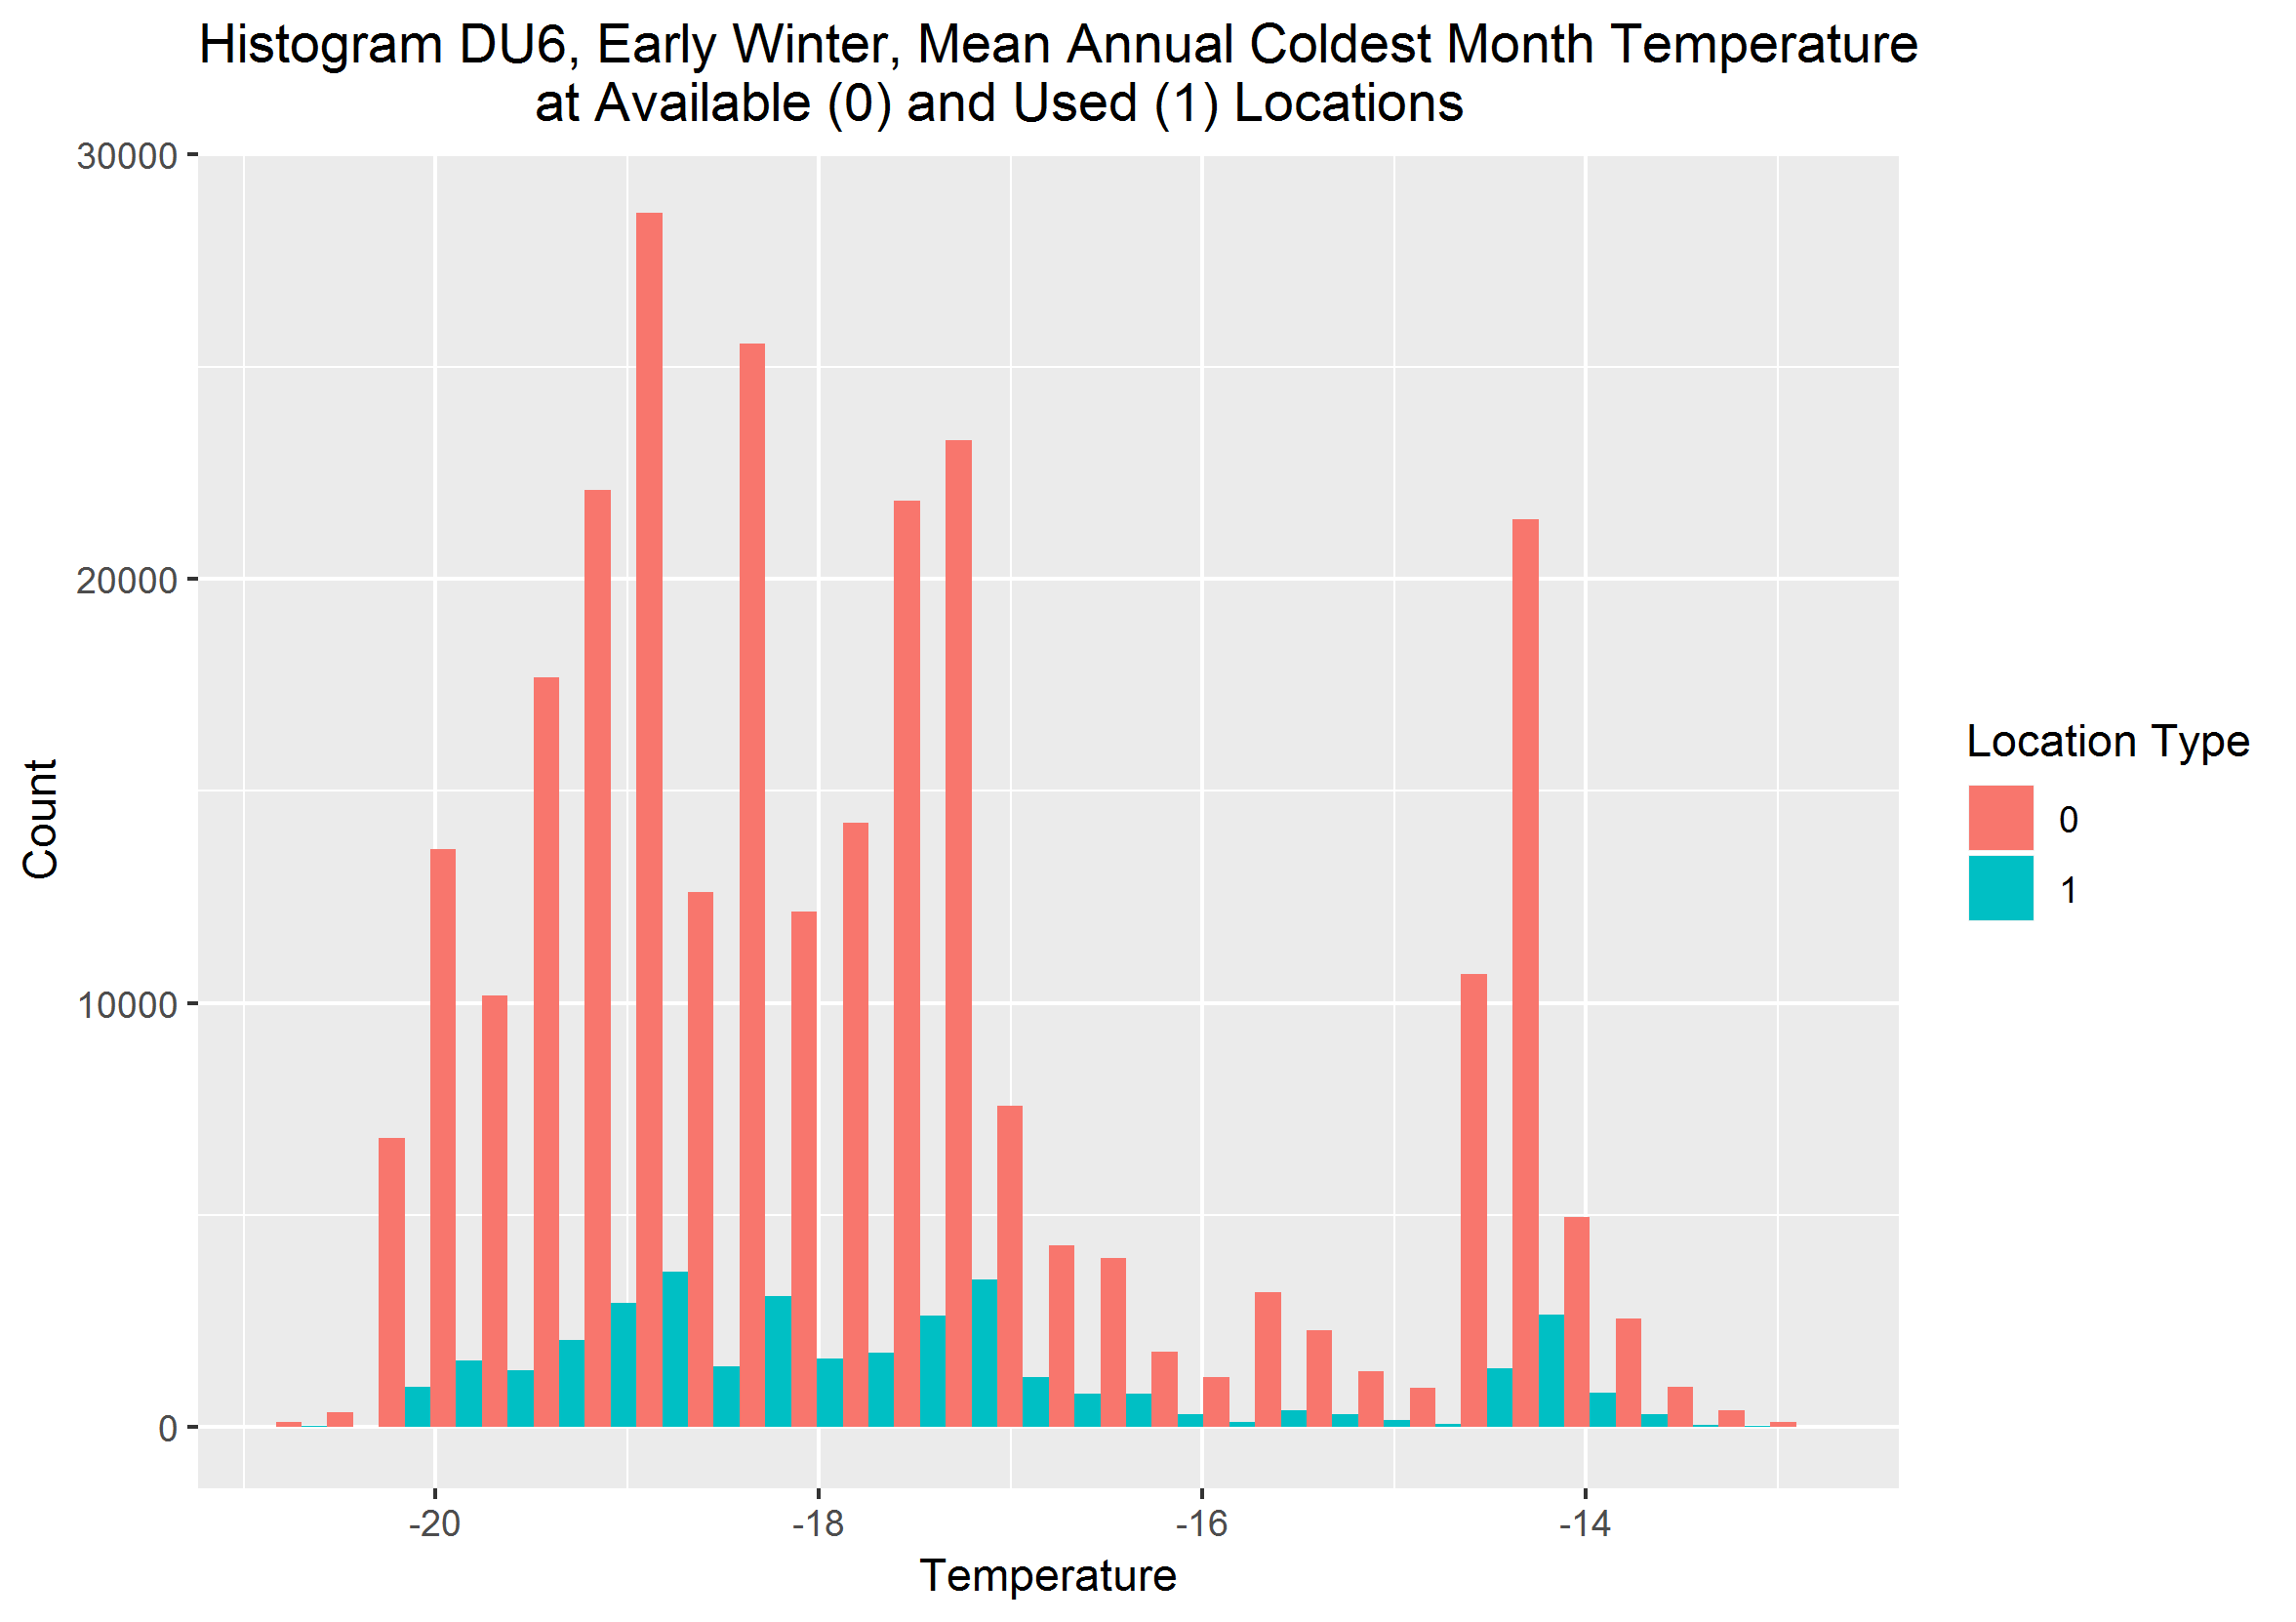 Histogram DU6, Early Winter, Mean Annual Coldest Month Temperature
at Available (0) and Used (1) Locations
30000
20000
10000
0
Count
-20
-18
-16
-14
Temperature
Location Type
0
1